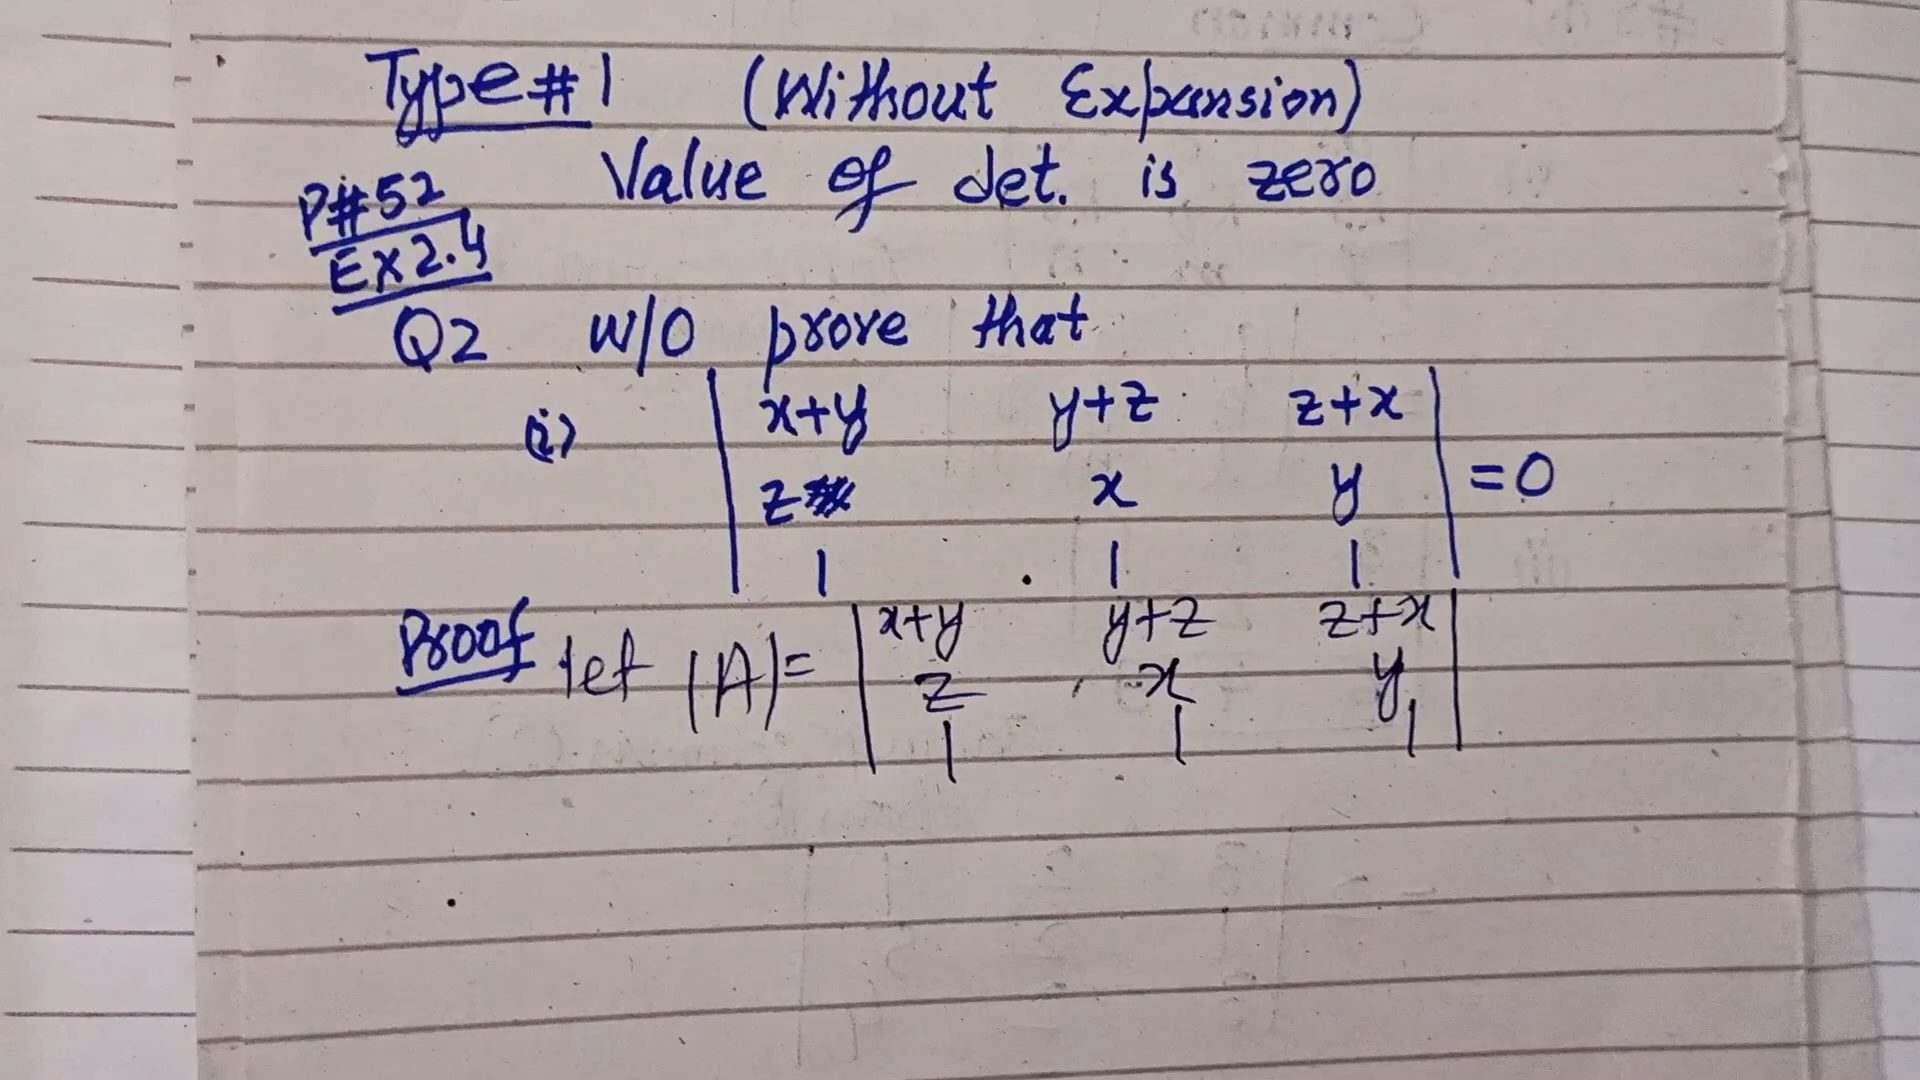 Type#1 (Without Expansion)
Value of det. is zero
P#52
Ex2.4
Q2 w/o prove that
(i) | x+y y+z z+x |
| z x y | =0
| 1 1 1 |
Proof let |A|= | x+y y+z z+x |
| z x y |
| 1 1 1 |